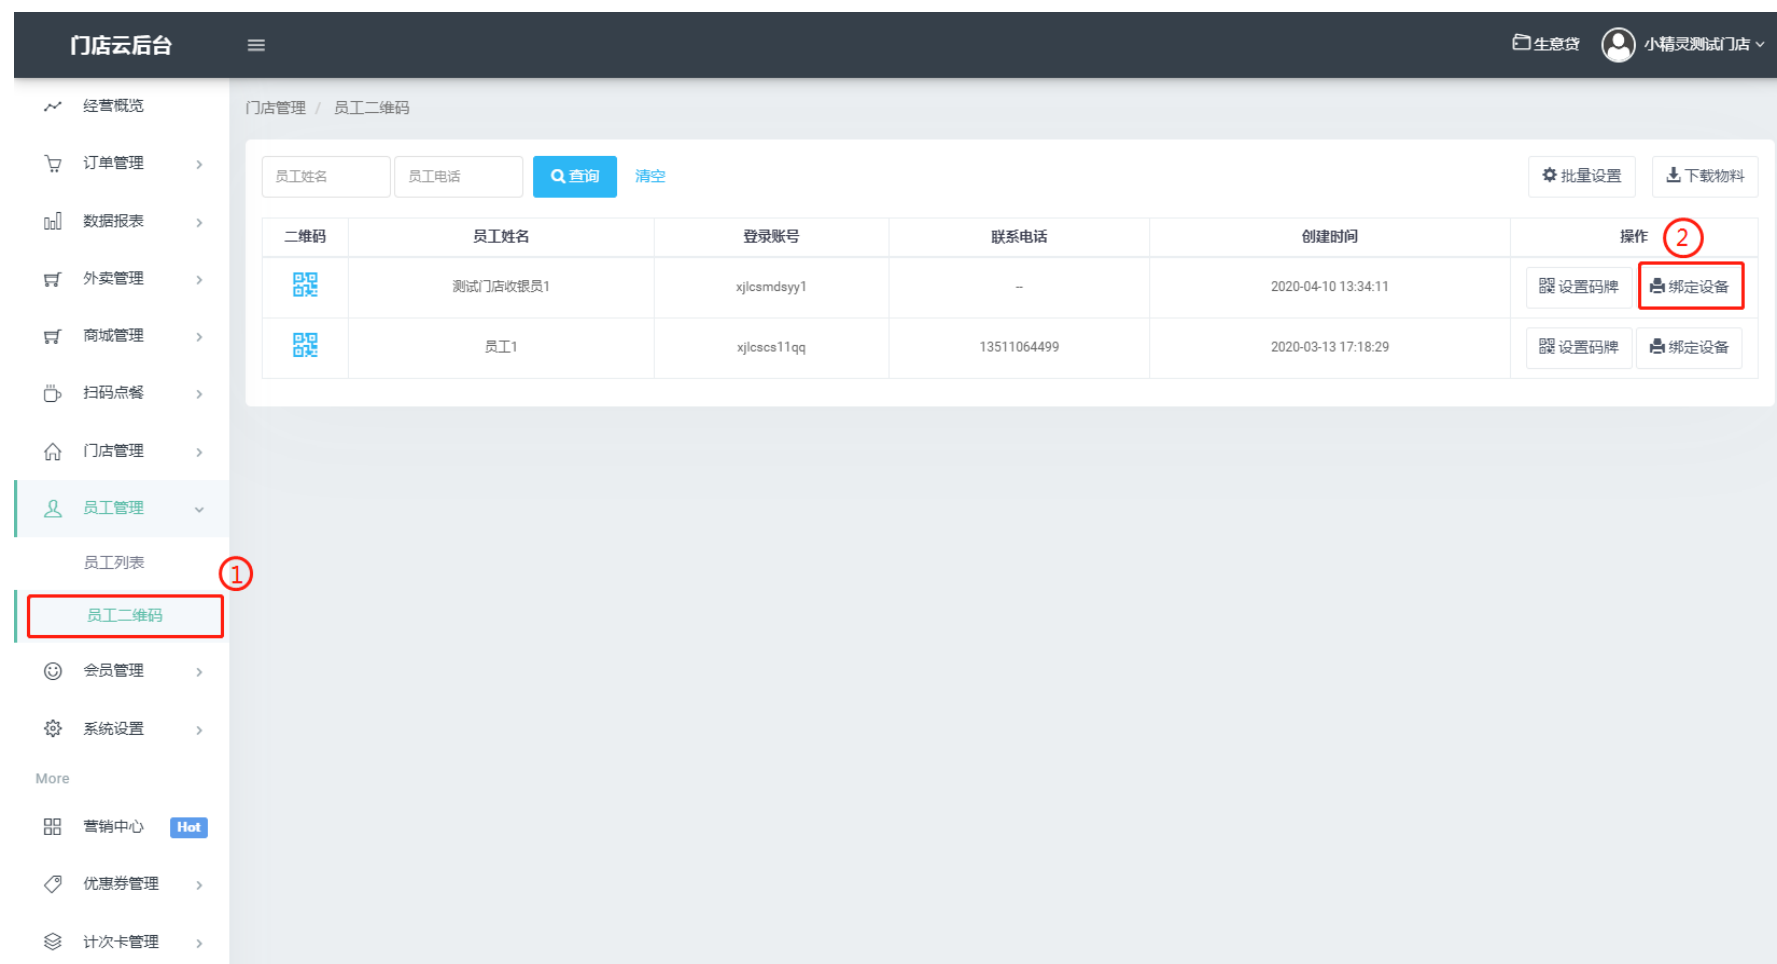 门店云后台
生意贷 小精灵测试门店
经营概览
订单管理
数据报表
外卖管理
商城管理
扫码点餐
门店管理
员工管理
员工列表
1
员工二维码
会员管理
系统设置
More
营销中心 Hot
优惠券管理
计次卡管理
门店管理 / 员工二维码
员工姓名 员工电话 查询 清空 批量设置 下载物料
二维码 员工姓名 登录账号 联系电话 创建时间 操作 2
测试门店收银员1 xjlcsmdsyy1 -- 2020-04-10 13:34:11 设置码牌 绑定设备
员工1 xjlcscs11qq 13511064499 2020-03-13 17:18:29 设置码牌 绑定设备